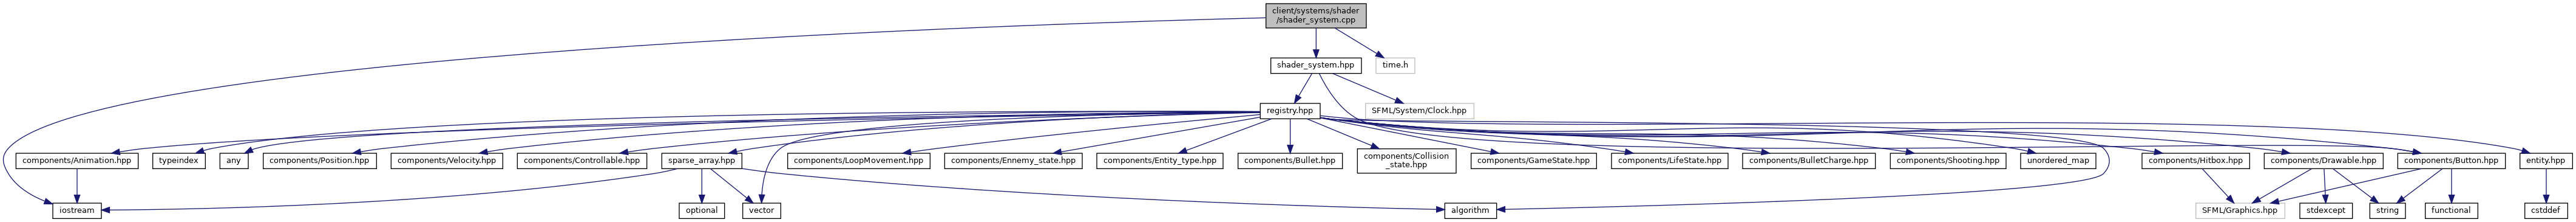 client/systems/shader
/shader_system.cpp
shader_system.hpp
time.h
registry.hpp
SFML/System/Clock.hpp
components/Animation.hpp
typeindex
any
components/Position.hpp
components/Velocity.hpp
components/Controllable.hpp
sparse_array.hpp
components/LoopMovement.hpp
components/Ennemy_state.hpp
components/Entity_type.hpp
components/Bullet.hpp
components/Collision
_state.hpp
components/GameState.hpp
components/LifeState.hpp
components/BulletCharge.hpp
components/Shooting.hpp
unordered_map
components/Hitbox.hpp
components/Drawable.hpp
components/Button.hpp
entity.hpp
iostream
optional
vector
algorithm
SFML/Graphics.hpp
stdexcept
string
functional
cstddef